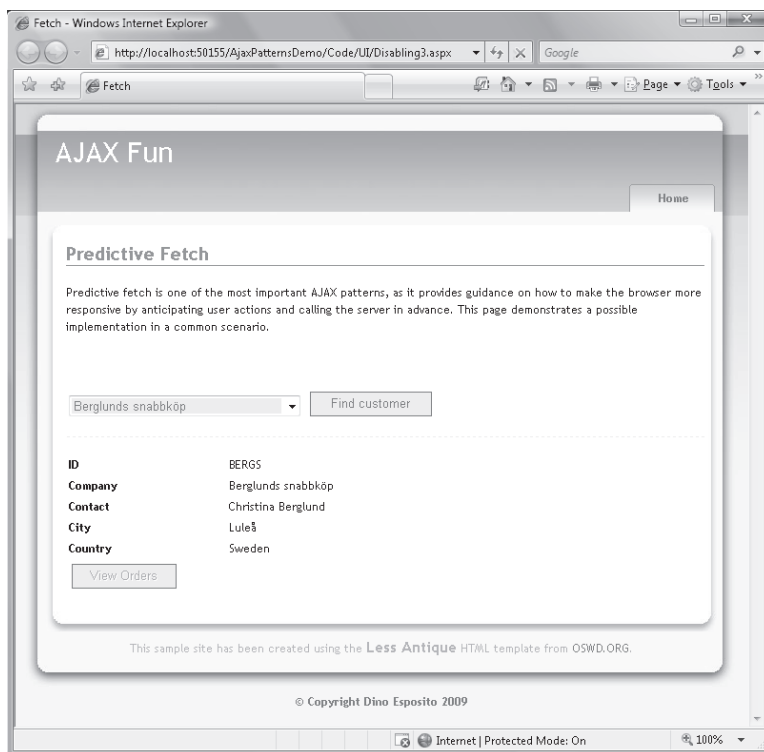 Fetch - Windows Internet Explorer
http://localhost:50155/AjaxPatternsDemo/Code/UI/Disabling3.aspx
Google
Fetch
Page
Tools
AJAX Fun
Home
Predictive Fetch
Predictive fetch is one of the most important AJAX patterns, as it provides guidance on how to make the browser more
responsive by anticipating user actions and calling the server in advance. This page demonstrates a possible
implementation in a common scenario.
Berglunds snabbköp
Find customer
ID BERGS
Company Berglunds snabbköp
Contact Christina Berglund
City Luleå
Country Sweden
View Orders
This sample site has been created using the Less Antique HTML template from OSWD.ORG.
© Copyright Dino Esposito 2009
Internet | Protected Mode: On
100%